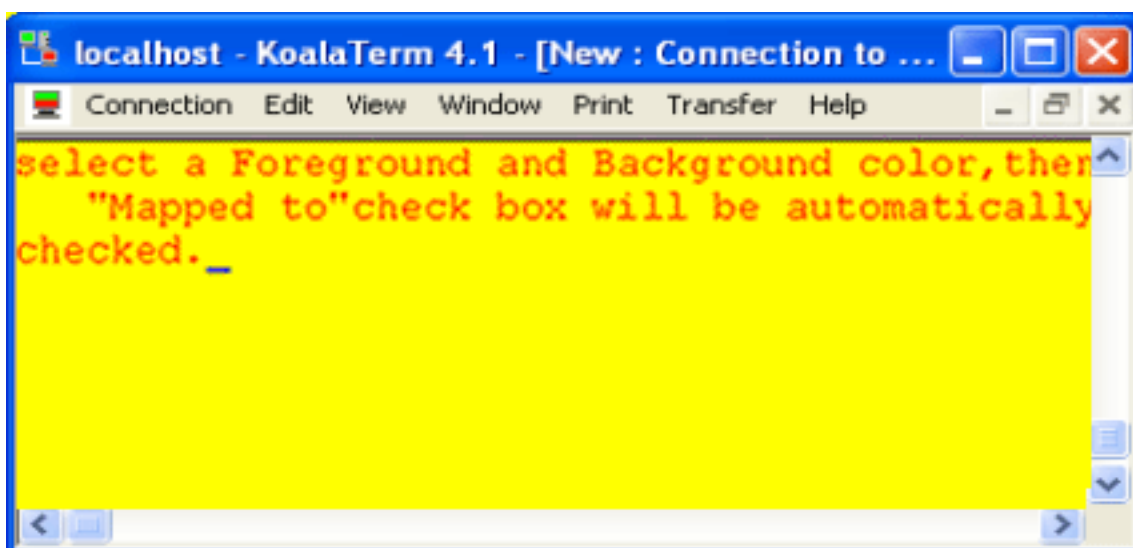 localhost - KoalaTerm 4.1 - [New : Connection to ...
Connection Edit View Window Print Transfer Help
select a Foreground and Background color,then
"Mapped to"check box will be automatically
checked._